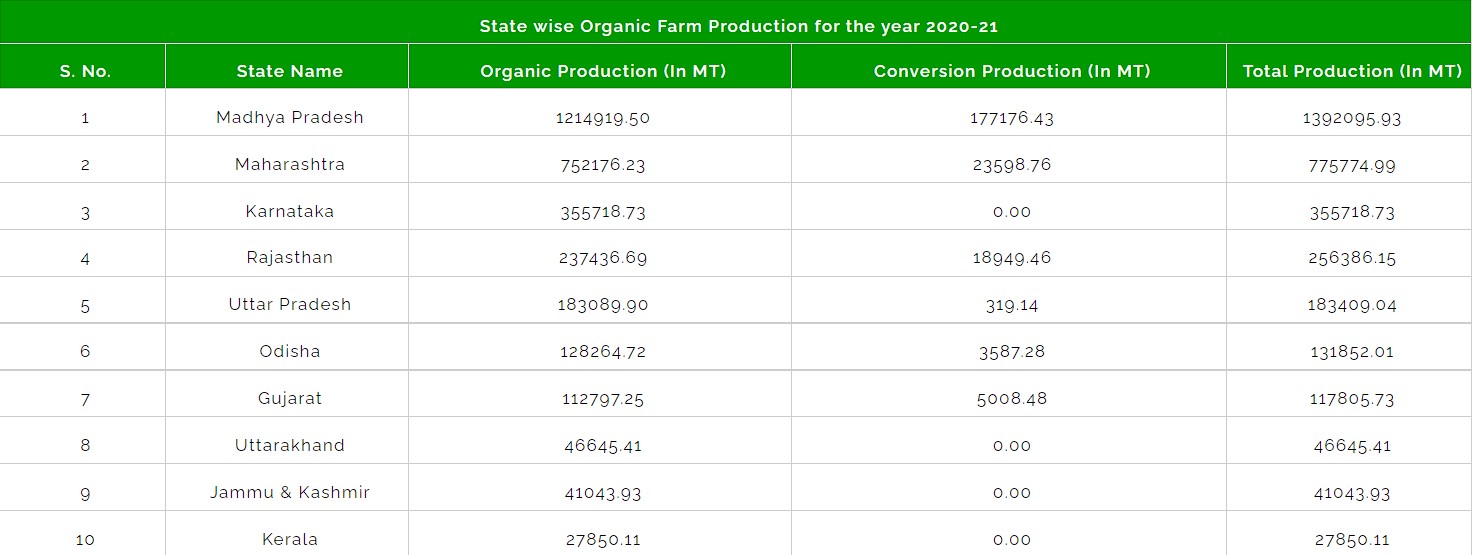 State wise Organic Farm Production for the year 2020-21
S. No. State Name Organic Production (In MT) Conversion Production (In MT) Total Production (In MT)
1 Madhya Pradesh 1214919.50 177176.43 1392095.93
2 Maharashtra 752176.23 23598.76 775774.99
3 Karnataka 355718.73 0.00 355718.73
4 Rajasthan 237436.69 18949.46 256386.15
5 Uttar Pradesh 183089.90 319.14 183409.04
6 Odisha 128264.72 3587.28 131852.01
7 Gujarat 112797.25 5008.48 117805.73
8 Uttarakhand 46645.41 0.00 46645.41
9 Jammu & Kashmir 41043.93 0.00 41043.93
10 Kerala 27850.11 0.00 27850.11